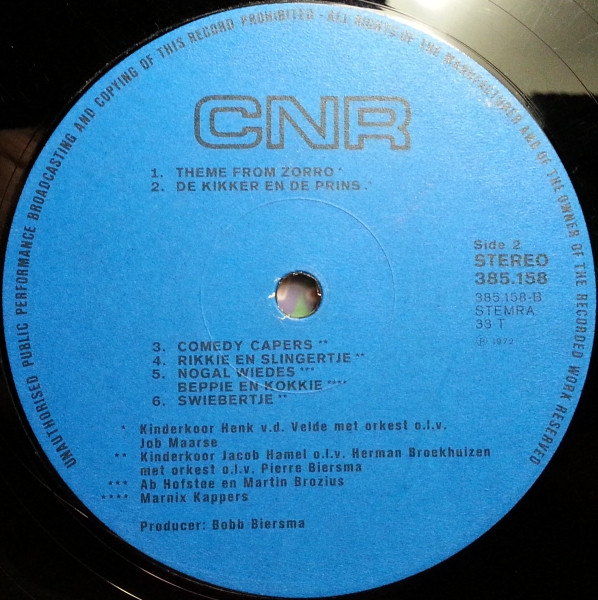 UNAUTHORISED PUBLIC PERFORMANCE BROADCASTING AND COPYING OF THIS RECORD PROHIBITED - ALL RIGHTS OF THE MANUFACTURER AND OF THE OWNER OF THE RECORDED WORK RESERVED
CNR
1. THEME FROM ZORRO *
2. DE KIKKER EN DE PRINS *
Side 2
STEREO
385.158
385.158-B
STEMRA
33 T
℗ 1972
3. COMEDY CAPERS **
4. RIKKIE EN SLINGERTJE **
5. NOGAL WIEDES ***
BEPPIE EN KOKKIE ****
6. SWIEBERTJE **
* Kinderkoor Henk v.d. Velde met orkest o.l.v.
Job Maarse
** Kinderkoor Jacob Hamel o.l.v. Herman Broekhuizen
met orkest o.l.v. Pierre Biersma
*** Ab Hofstee en Martin Brozius
**** Marnix Kappers
Producer: Bobb Biersma